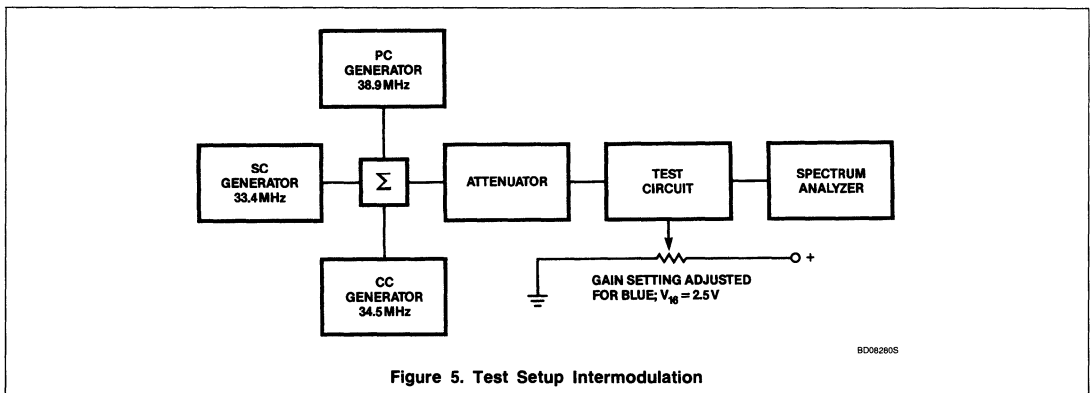 PC
GENERATOR
38.9MHz
SC
GENERATOR
33.4MHz
Σ
ATTENUATOR
TEST
CIRCUIT
SPECTRUM
ANALYZER
CC
GENERATOR
34.5MHz
+
GAIN SETTING ADJUSTED
FOR BLUE; V₁₆ = 2.5V
BD08280S
Figure 5. Test Setup Intermodulation